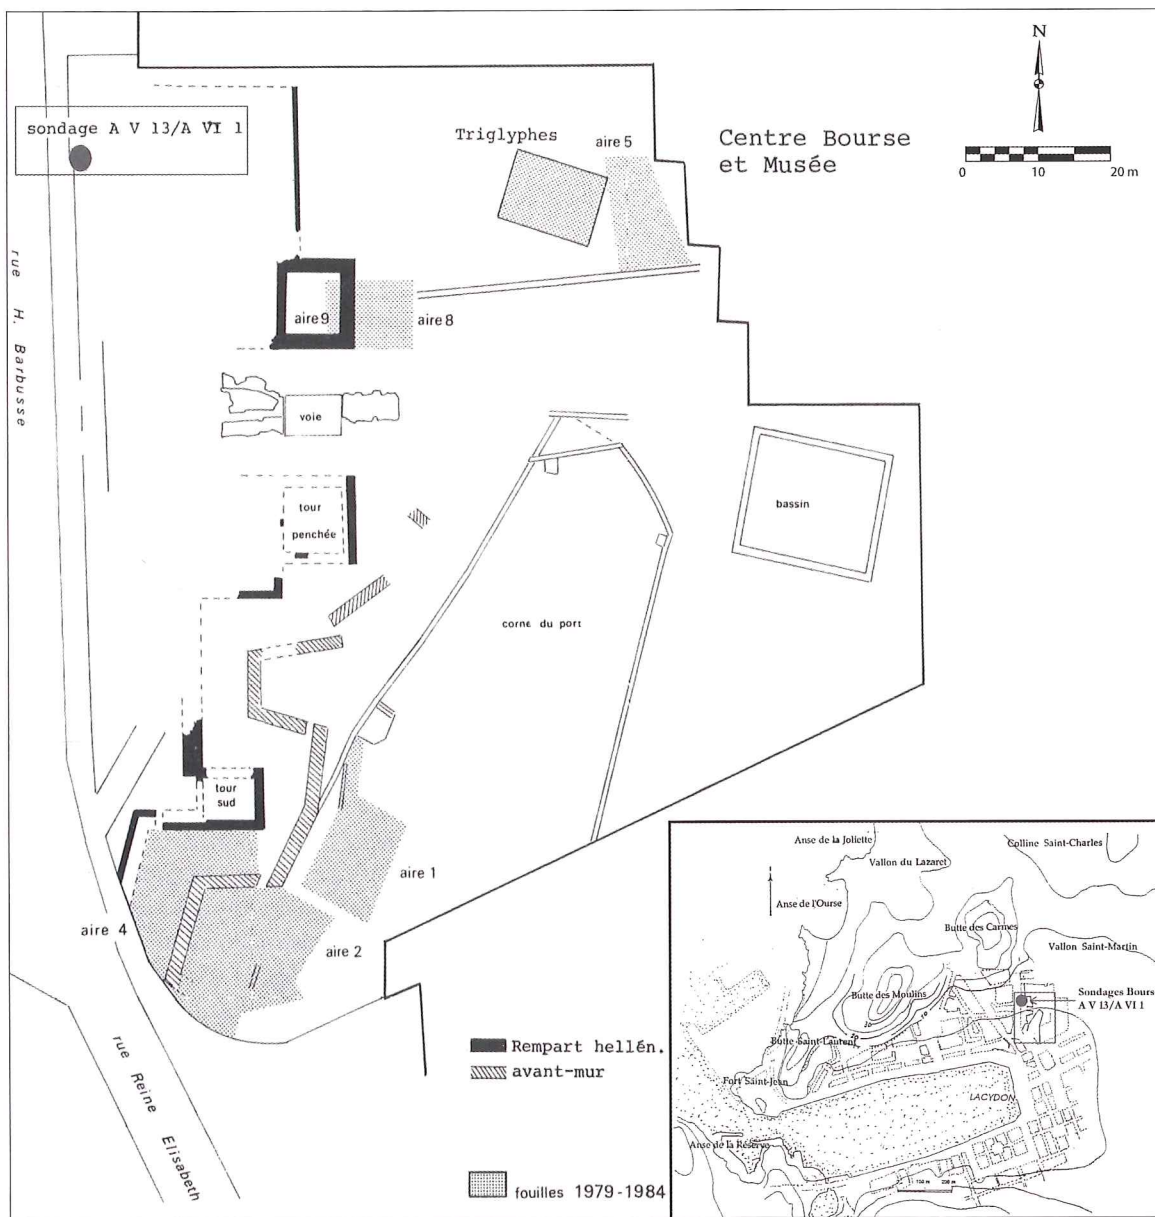 N
0 10 20 m
sondage A V 13/A VI 1
Triglyphes
aire 5
Centre Bourse
et Musée
rue H. Barbusse
aire 9
aire 8
voie
tour
penchée
bassin
corne du port
tour
sud
aire 1
aire 4
aire 2
rue Reine Elisabeth
Rempart hellén.
avant-mur
fouilles 1979-1984
Anse de la Joliette
Vallon du Lazaret
Colline Saint-Charles
Anse de l'Ourse
Butte des Carmes
Vallon Saint-Martin
Butte des Moulins
Sondages Bourse
A V 13/A VI 1
Butte Saint-Laurent
Fort Saint-Jean
LACYDON
Anse de la Réserve